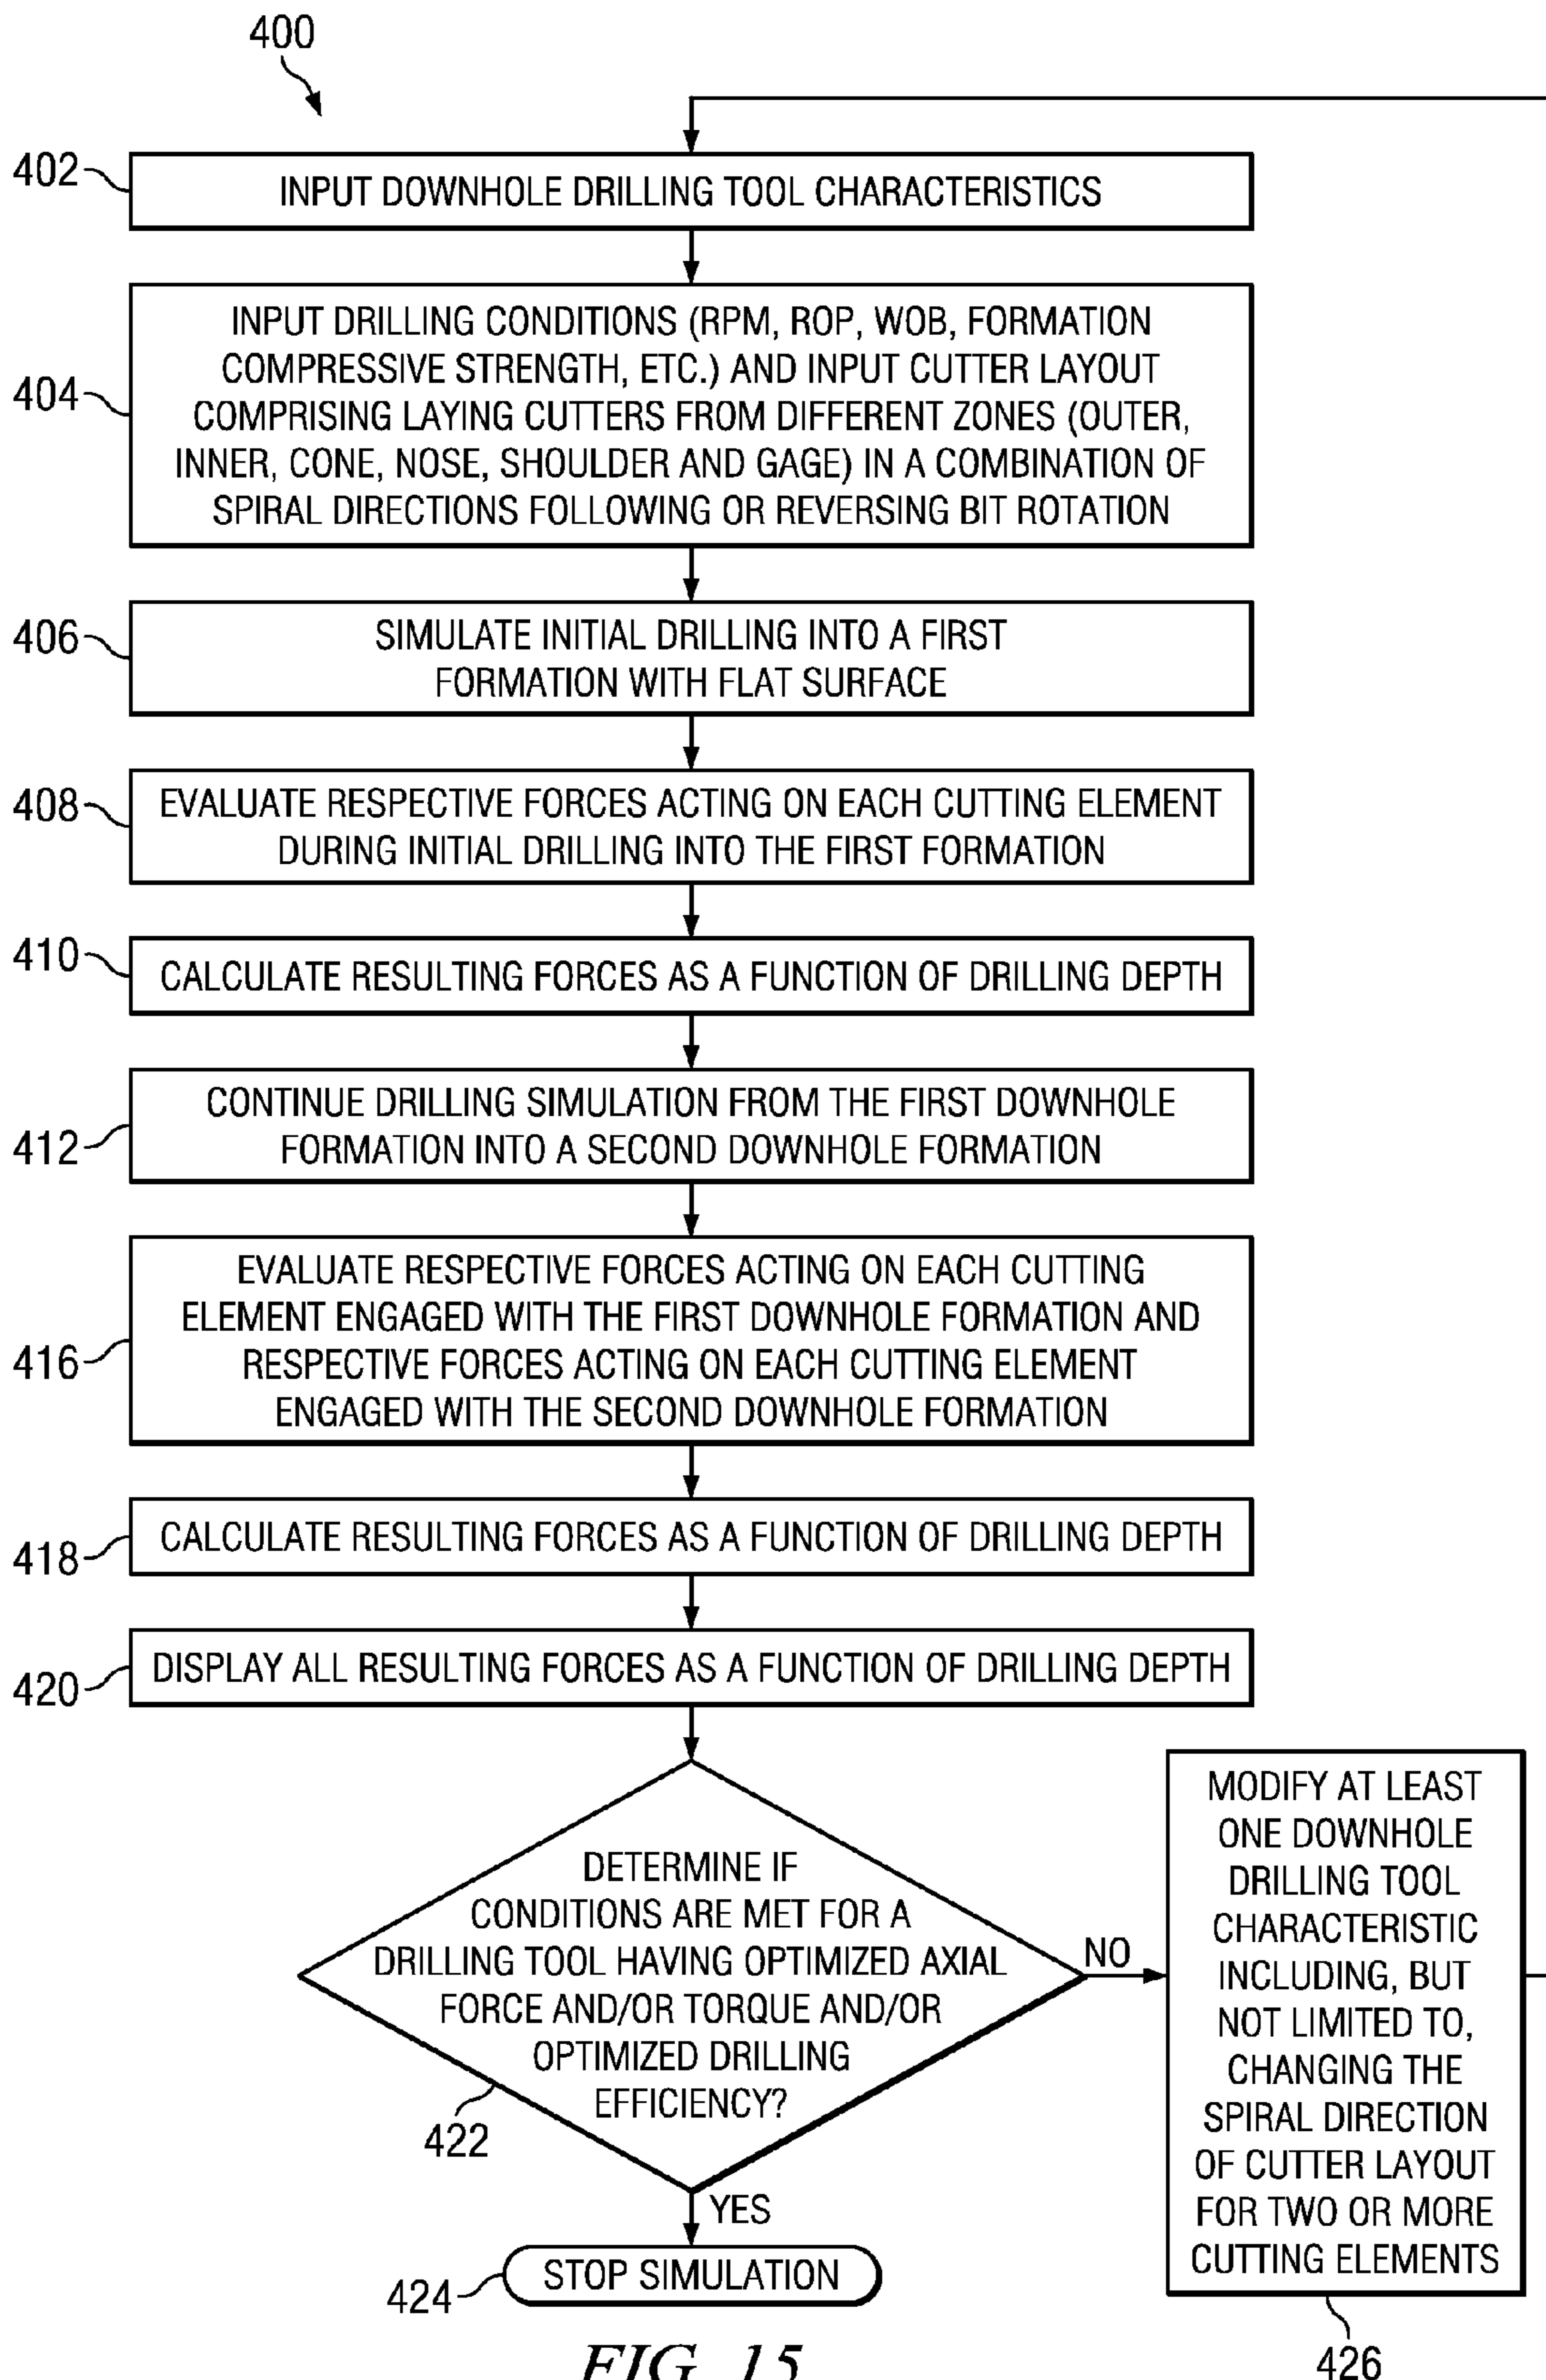 400
402
INPUT DOWNHOLE DRILLING TOOL CHARACTERISTICS
404
INPUT DRILLING CONDITIONS (RPM, ROP, WOB, FORMATION
COMPRESSIVE STRENGTH, ETC.) AND INPUT CUTTER LAYOUT
COMPRISING LAYING CUTTERS FROM DIFFERENT ZONES (OUTER,
INNER, CONE, NOSE, SHOULDER AND GAGE) IN A COMBINATION OF
SPIRAL DIRECTIONS FOLLOWING OR REVERSING BIT ROTATION
406
SIMULATE INITIAL DRILLING INTO A FIRST
FORMATION WITH FLAT SURFACE
408
EVALUATE RESPECTIVE FORCES ACTING ON EACH CUTTING ELEMENT
DURING INITIAL DRILLING INTO THE FIRST FORMATION
410
CALCULATE RESULTING FORCES AS A FUNCTION OF DRILLING DEPTH
412
CONTINUE DRILLING SIMULATION FROM THE FIRST DOWNHOLE
FORMATION INTO A SECOND DOWNHOLE FORMATION
416
EVALUATE RESPECTIVE FORCES ACTING ON EACH CUTTING
ELEMENT ENGAGED WITH THE FIRST DOWNHOLE FORMATION AND
RESPECTIVE FORCES ACTING ON EACH CUTTING ELEMENT
ENGAGED WITH THE SECOND DOWNHOLE FORMATION
418
CALCULATE RESULTING FORCES AS A FUNCTION OF DRILLING DEPTH
420
DISPLAY ALL RESULTING FORCES AS A FUNCTION OF DRILLING DEPTH
DETERMINE IF
CONDITIONS ARE MET FOR A
DRILLING TOOL HAVING OPTIMIZED AXIAL
FORCE AND/OR TORQUE AND/OR
OPTIMIZED DRILLING
EFFICIENCY?
422
NO
MODIFY AT LEAST
ONE DOWNHOLE
DRILLING TOOL
CHARACTERISTIC
INCLUDING, BUT
NOT LIMITED TO,
CHANGING THE
SPIRAL DIRECTION
OF CUTTER LAYOUT
FOR TWO OR MORE
CUTTING ELEMENTS
426
YES
424
STOP SIMULATION
FIG. 15